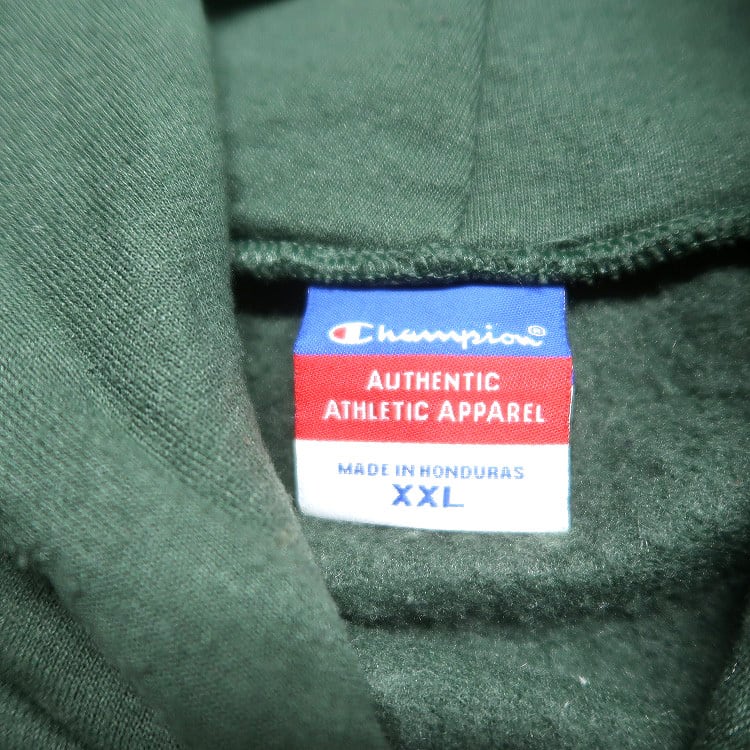 Champion®
AUTHENTIC
ATHLETIC APPAREL
MADE IN HONDURAS
XXL